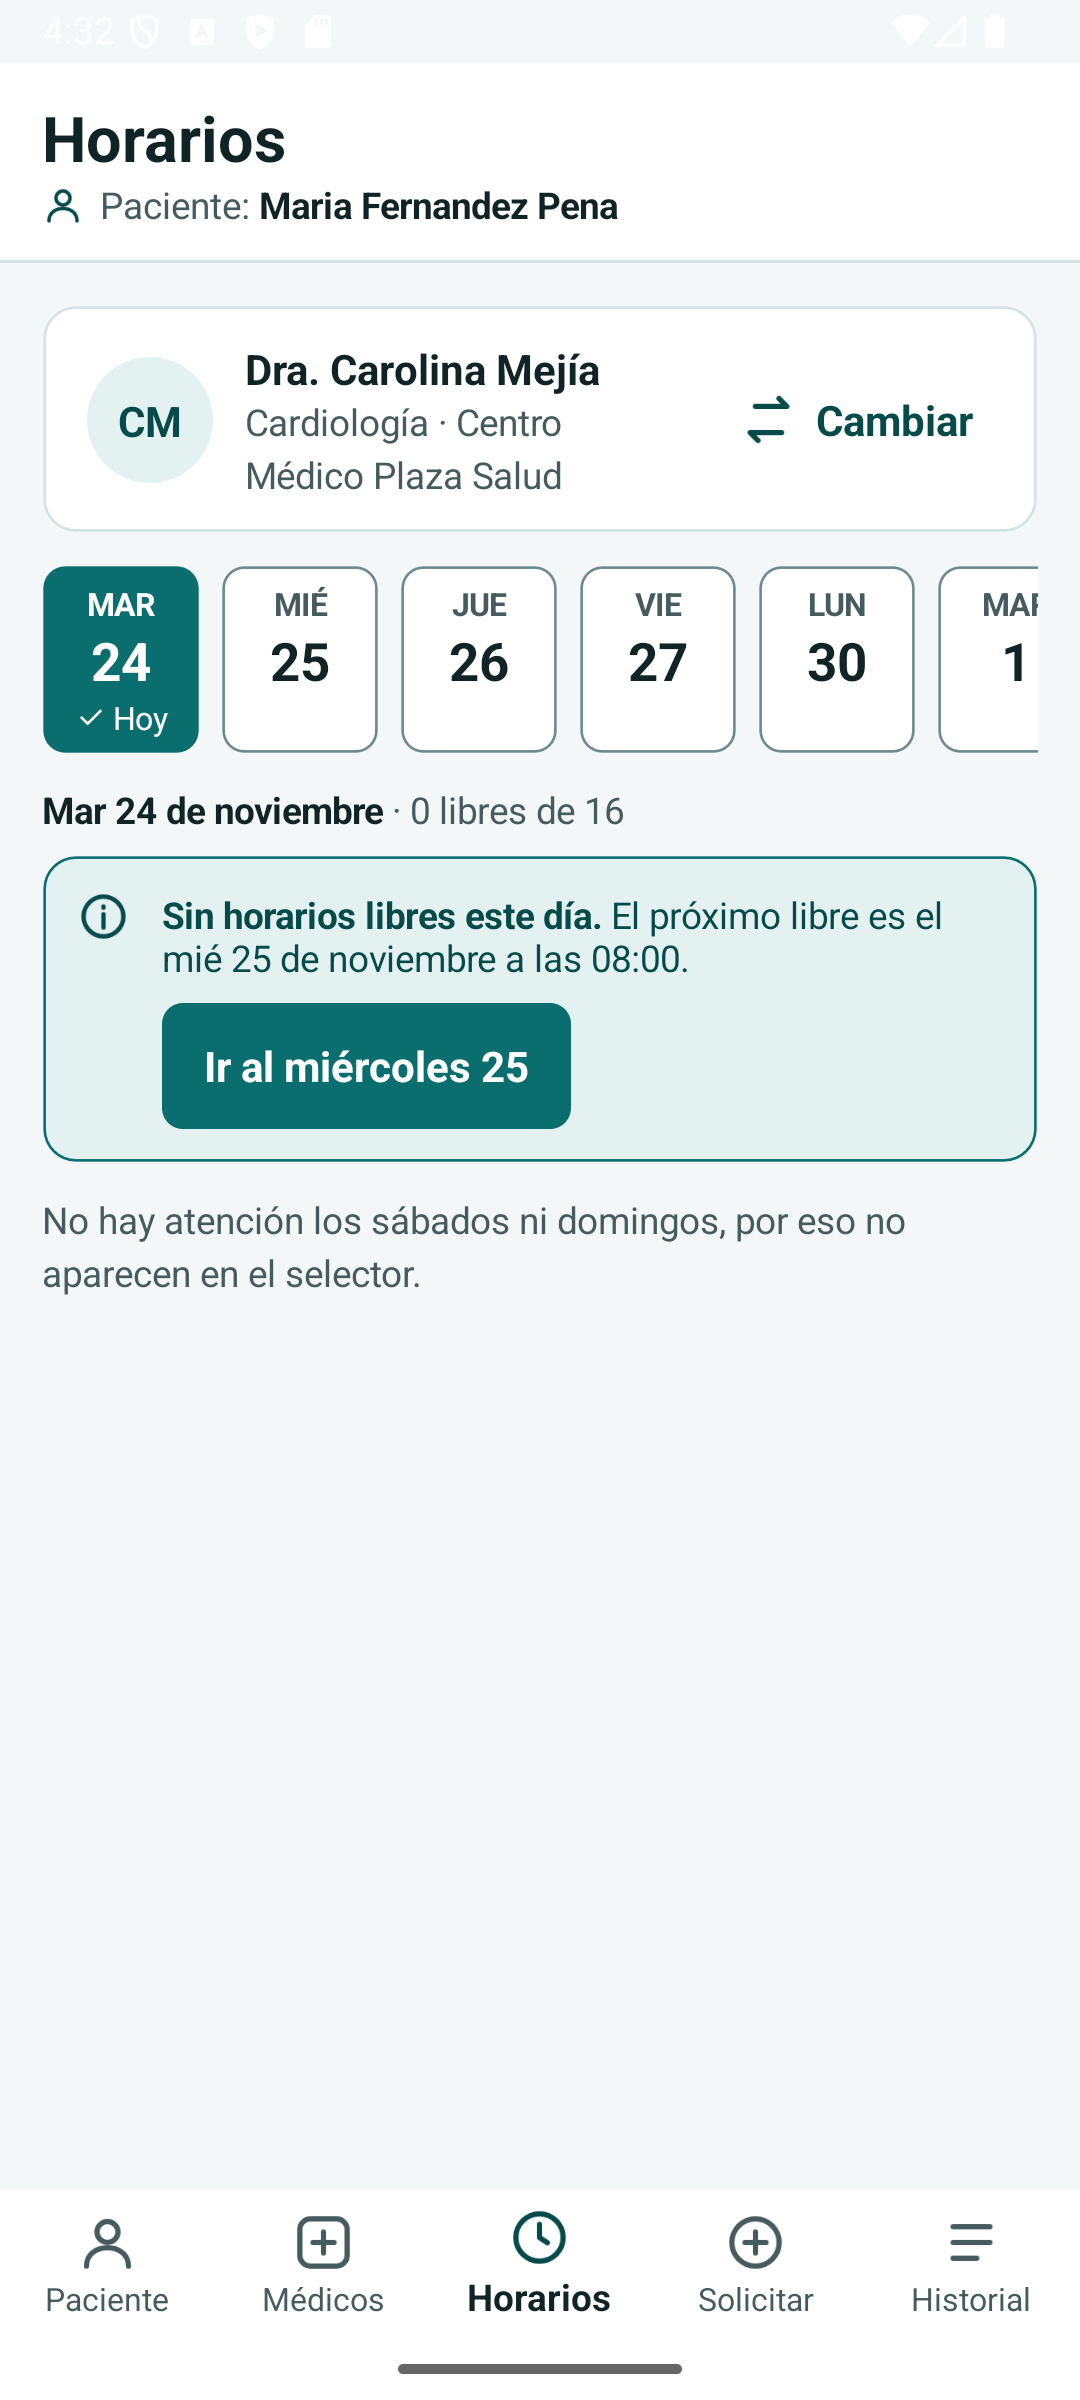 4:32
Horarios
Paciente: Maria Fernandez Pena
CM
Dra. Carolina Mejía
Cardiología · Centro
Médico Plaza Salud
Cambiar
MAR
24
Hoy
MIÉ
25
JUE
26
VIE
27
LUN
30
MAR
1
Mar 24 de noviembre · 0 libres de 16
Sin horarios libres este día. El próximo libre es el
mié 25 de noviembre a las 08:00.
Ir al miércoles 25
No hay atención los sábados ni domingos, por eso no
aparecen en el selector.
Paciente
Médicos
Horarios
Solicitar
Historial